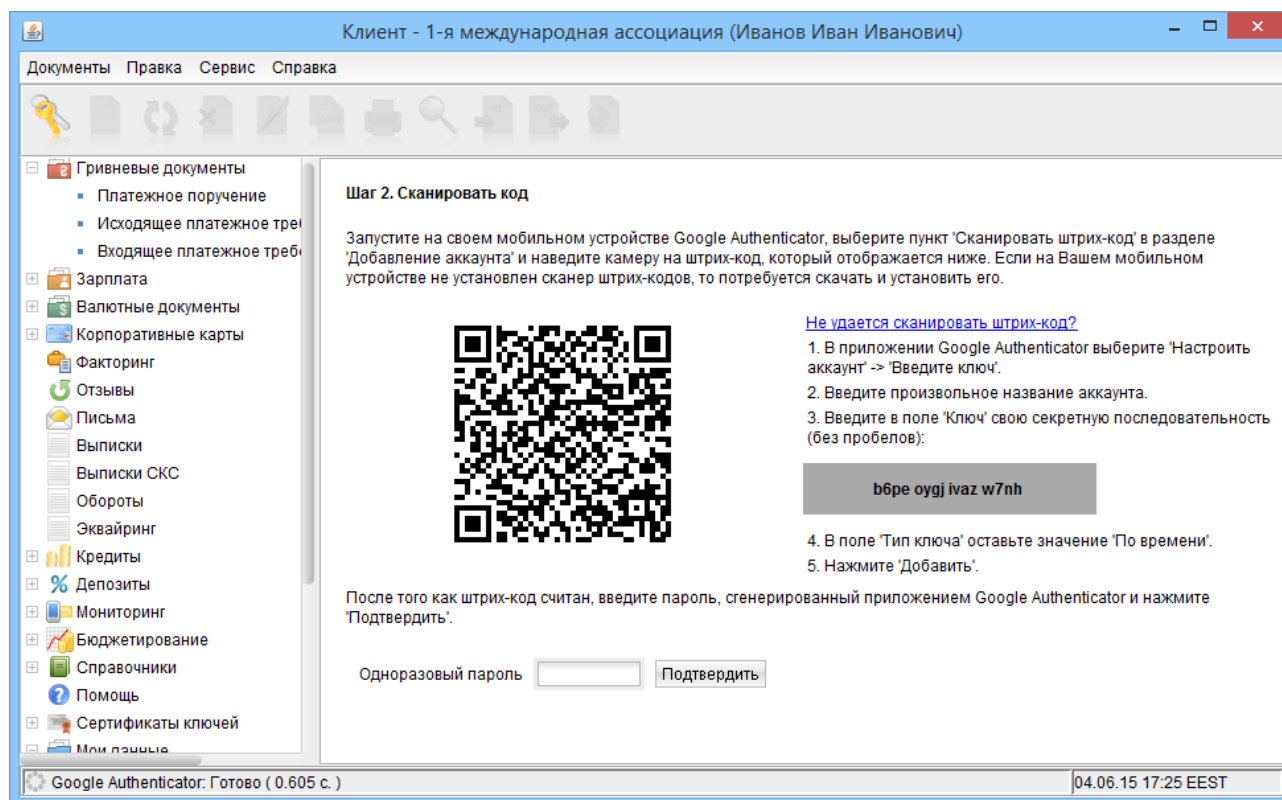 Клиент - 1-я международная ассоциация (Иванов Иван Иванович)
Документы Правка Сервис Справка
Гривневые документы
Платежное поручение
Исходящее платежное тре
Входящее платежное требо
Зарплата
Валютные документы
Корпоративные карты
Факторинг
Отзывы
Письма
Выписки
Выписки СКС
Обороты
Эквайринг
Кредиты
Депозиты
Мониторинг
Бюджетирование
Справочники
Помощь
Сертификаты ключей
Мои данные
Шаг 2. Сканировать код
Запустите на своем мобильном устройстве Google Authenticator, выберите пункт 'Сканировать штрих-код' в разделе
'Добавление аккаунта' и наведите камеру на штрих-код, который отображается ниже. Если на Вашем мобильном
устройстве не установлен сканер штрих-кодов, то потребуется скачать и установить его.
Не удается сканировать штрих-код?
1. В приложении Google Authenticator выберите 'Настроить
аккаунт' -> 'Введите ключ'.
2. Введите произвольное название аккаунта.
3. Введите в поле 'Ключ' свою секретную последовательность
(без пробелов):
b6pe oygj ivaz w7nh
4. В поле 'Тип ключа' оставьте значение 'По времени'.
5. Нажмите 'Добавить'.
После того как штрих-код считан, введите пароль, сгенерированный приложением Google Authenticator и нажмите
'Подтвердить'.
Одноразовый пароль Подтвердить
Google Authenticator: Готово ( 0.605 с. ) 04.06.15 17:25 EEST